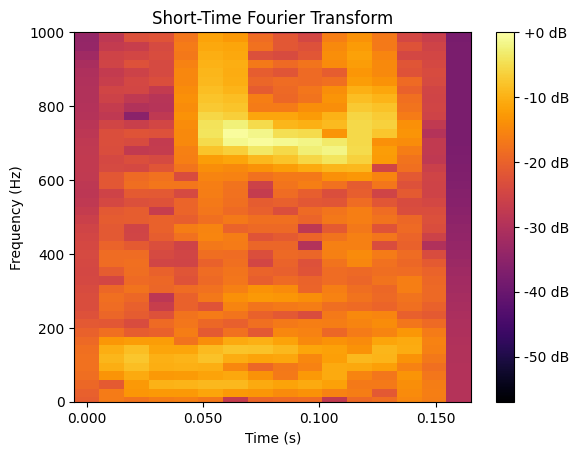 Short-Time Fourier Transform
1000
800
600
400
200
0
Frequency (Hz)
0.000
0.050
0.100
0.150
Time (s)
+0 dB
-10 dB
-20 dB
-30 dB
-40 dB
-50 dB